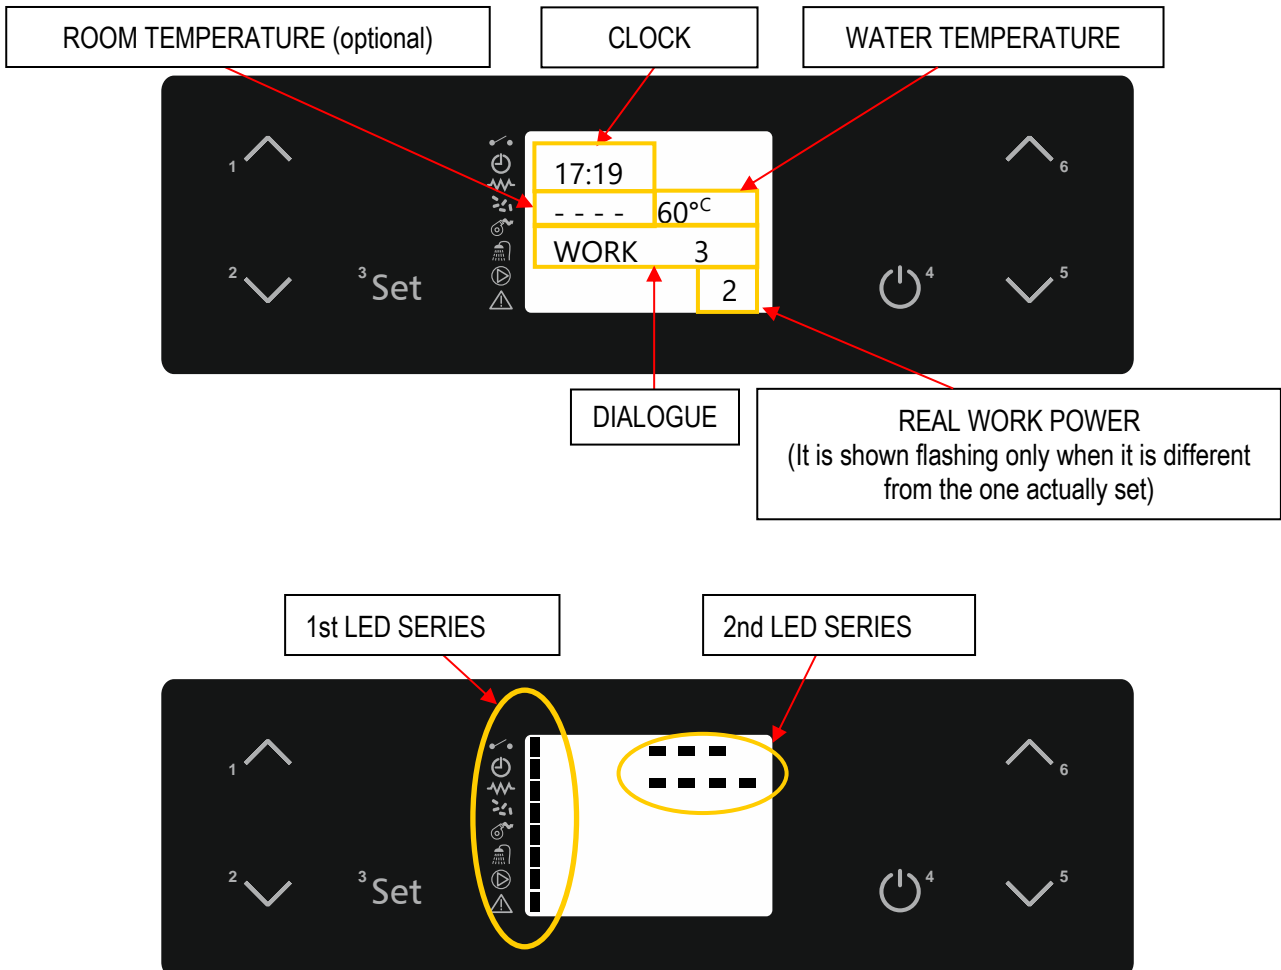 ROOM TEMPERATURE (optional)
CLOCK
WATER TEMPERATURE
1
6
17:19
- - - - 60°C
WORK 3
2
2
3 Set
4
5
DIALOGUE
REAL WORK POWER
(It is shown flashing only when it is different
from the one actually set)
1st LED SERIES
2nd LED SERIES
1
6
2
3 Set
4
5